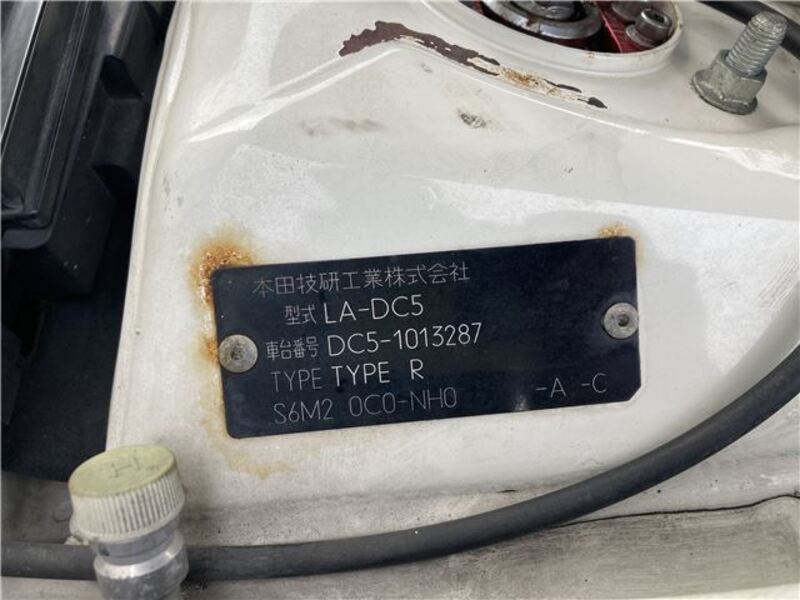 本田技研工業株式会社
型式 LA-DC5
車台番号 DC5-1013287
TYPE TYPE R
S6M2 0C0-NH0 -A -C
H